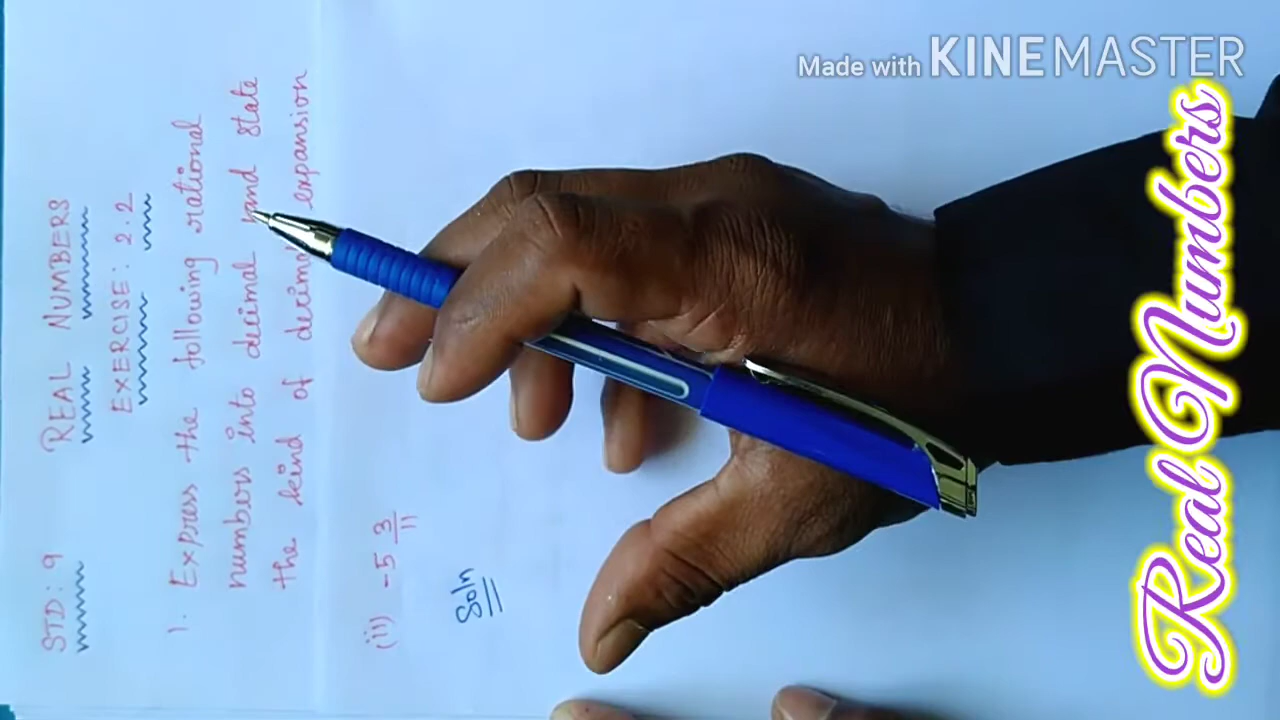 STD: 9 REAL NUMBERS
EXERCISE: 2.2
1. Express the following rational
numbers into decimal and state
the kind of decimal expansion
(ii) -5 3/11
Soln
Made with KINEMASTER
Real Numbers